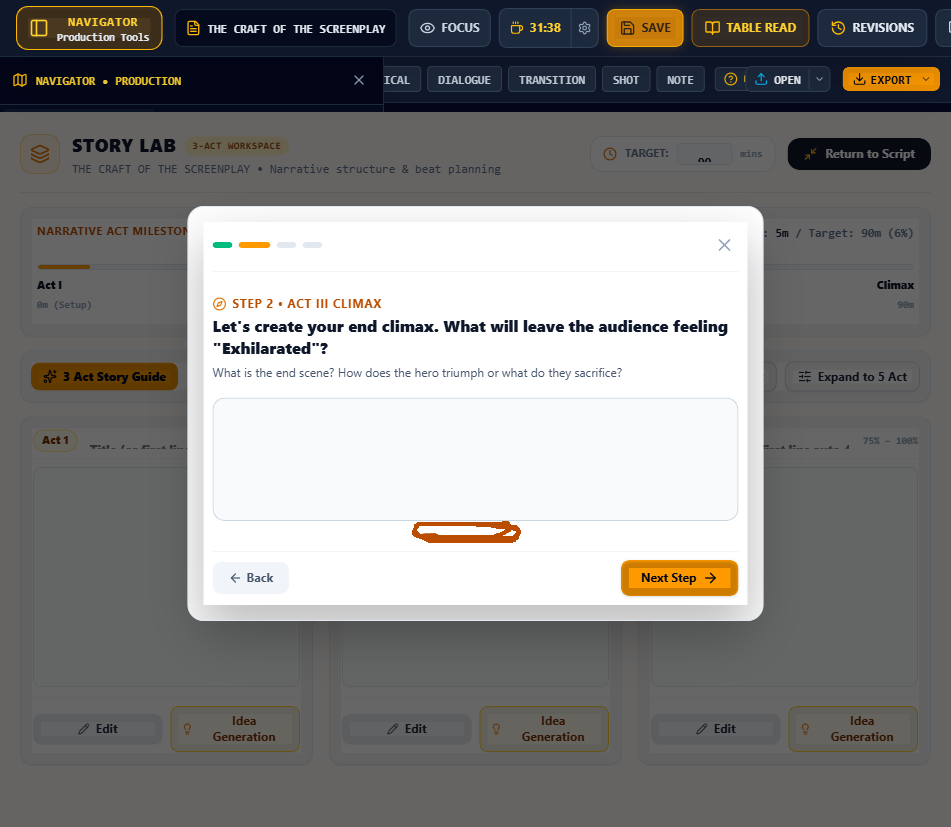 NAVIGATOR
Production Tools
THE CRAFT OF THE SCREENPLAY
FOCUS
31:38
SAVE
TABLE READ
REVISIONS
NAVIGATOR • PRODUCTION
ICAL
DIALOGUE
TRANSITION
SHOT
NOTE
OPEN
EXPORT
STORY LAB
3-ACT WORKSPACE
THE CRAFT OF THE SCREENPLAY • Narrative structure & beat planning
TARGET:
mins
Return to Script
NARRATIVE ACT MILESTON
: 5m / Target: 90m (6%)
Act I
0m (Setup)
Climax
90m
3 Act Story Guide
Expand to 5 Act
Act 1
75% – 100%
STEP 2 • ACT III CLIMAX
Let's create your end climax. What will leave the audience feeling
"Exhilarated"?
What is the end scene? How does the hero triumph or what do they sacrifice?
Back
Next Step
Edit
Idea
Generation
Edit
Idea
Generation
Edit
Idea
Generation